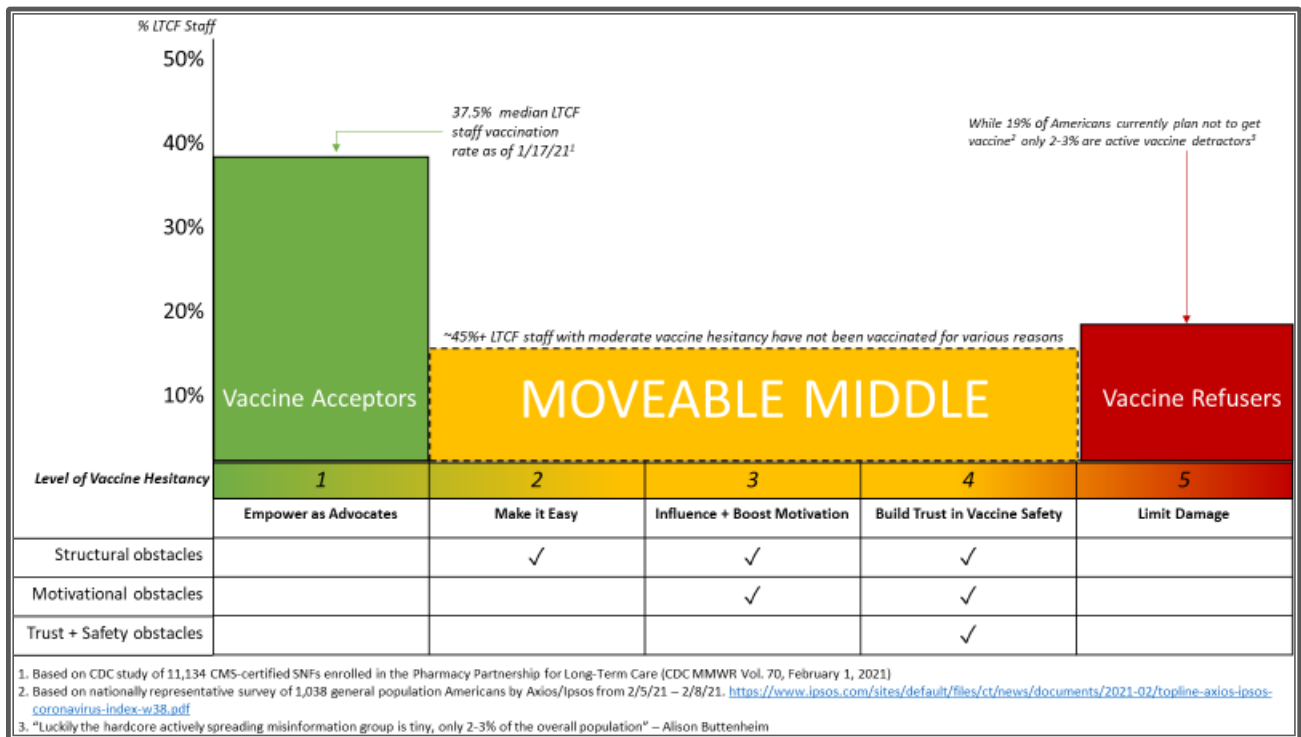 % LTCF Staff
50%
40%
30%
20%
10%
37.5% median LTCF
staff vaccination
rate as of 1/17/21¹
While 19% of Americans currently plan not to get
vaccine² only 2-3% are active vaccine detractors³
~45%+ LTCF staff with moderate vaccine hesitancy have not been vaccinated for various reasons
Vaccine Acceptors
MOVEABLE MIDDLE
Vaccine Refusers
Level of Vaccine Hesitancy 1 2 3 4 5
Empower as Advocates Make it Easy Influence + Boost Motivation Build Trust in Vaccine Safety Limit Damage
Structural obstacles ✓ ✓ ✓
Motivational obstacles ✓ ✓
Trust + Safety obstacles ✓
1. Based on CDC study of 11,134 CMS-certified SNFs enrolled in the Pharmacy Partnership for Long-Term Care (CDC MMWR Vol. 70, February 1, 2021)
2. Based on nationally representative survey of 1,038 general population Americans by Axios/Ipsos from 2/5/21 – 2/8/21. https://www.ipsos.com/sites/default/files/ct/news/documents/2021-02/topline-axios-ipsos-
coronavirus-index-w38.pdf
3. "Luckily the hardcore actively spreading misinformation group is tiny, only 2-3% of the overall population" – Alison Buttenheim